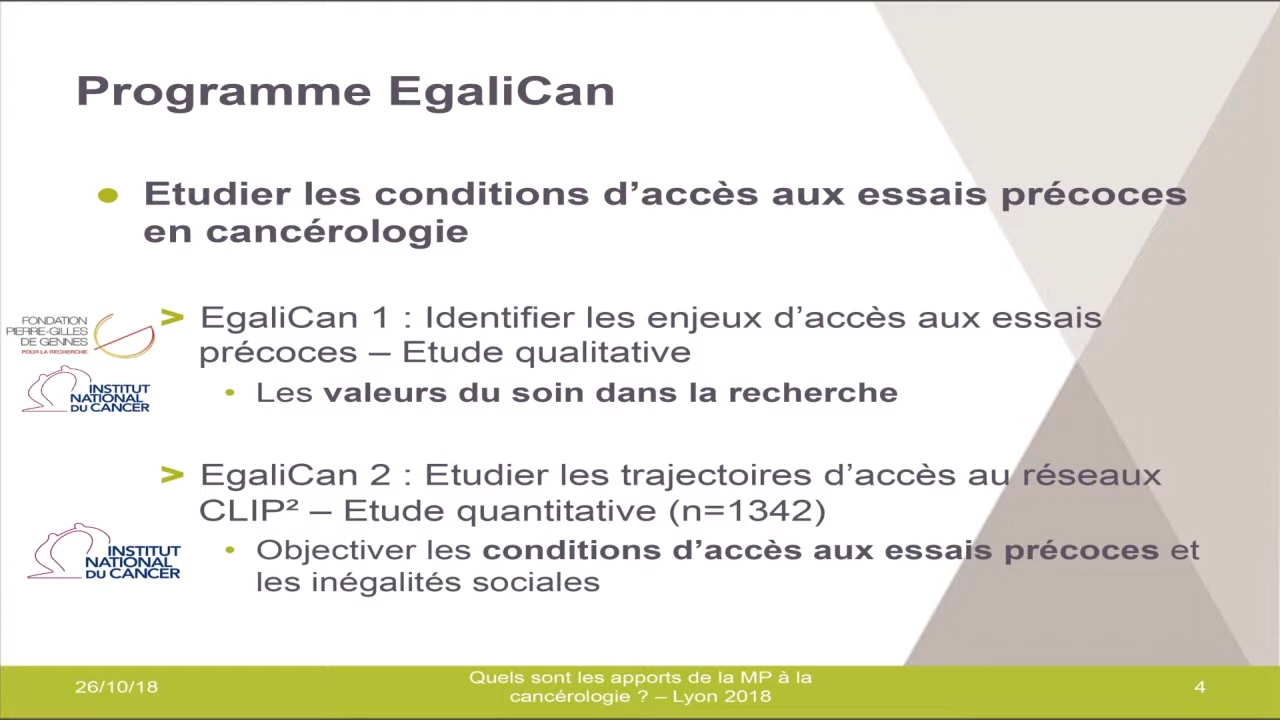 Programme EgaliCan
● Etudier les conditions d’accès aux essais précoces
en cancérologie
FONDATION
PIERRE-GILLES
DE GENNES
POUR LA RECHERCHE
> EgaliCan 1 : Identifier les enjeux d’accès aux essais
précoces – Etude qualitative
INSTITUT
NATIONAL
DU CANCER
• Les valeurs du soin dans la recherche
> EgaliCan 2 : Etudier les trajectoires d’accès au réseaux
CLIP² – Etude quantitative (n=1342)
INSTITUT
NATIONAL
DU CANCER
• Objectiver les conditions d’accès aux essais précoces et
les inégalités sociales
26/10/18
Quels sont les apports de la MP à la
cancérologie ? – Lyon 2018
4